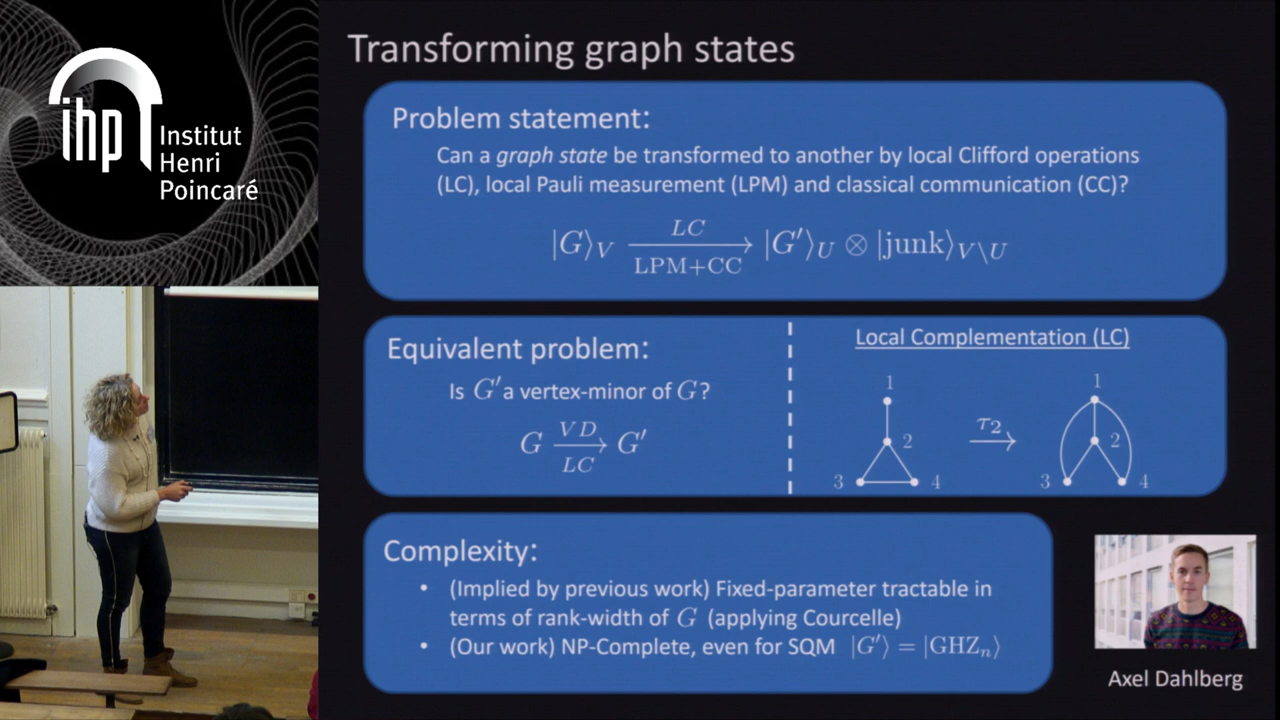 ihp Institut
Henri
Poincaré
Transforming graph states
Problem statement:
Can a graph state be transformed to another by local Clifford operations
(LC), local Pauli measurement (LPM) and classical communication (CC)?
|G⟩_V LC LPM+CC → |G′⟩_U ⊗ |junk⟩_{V\U}
Equivalent problem:
Is G′ a vertex-minor of G?
G VD LC → G′
Local Complementation (LC)
1
2
3 4
τ₂ →
1
2
3 4
Complexity:
• (Implied by previous work) Fixed-parameter tractable in
terms of rank-width of G (applying Courcelle)
• (Our work) NP-Complete, even for SQM |G′⟩ = |GHZₙ⟩
Axel Dahlberg